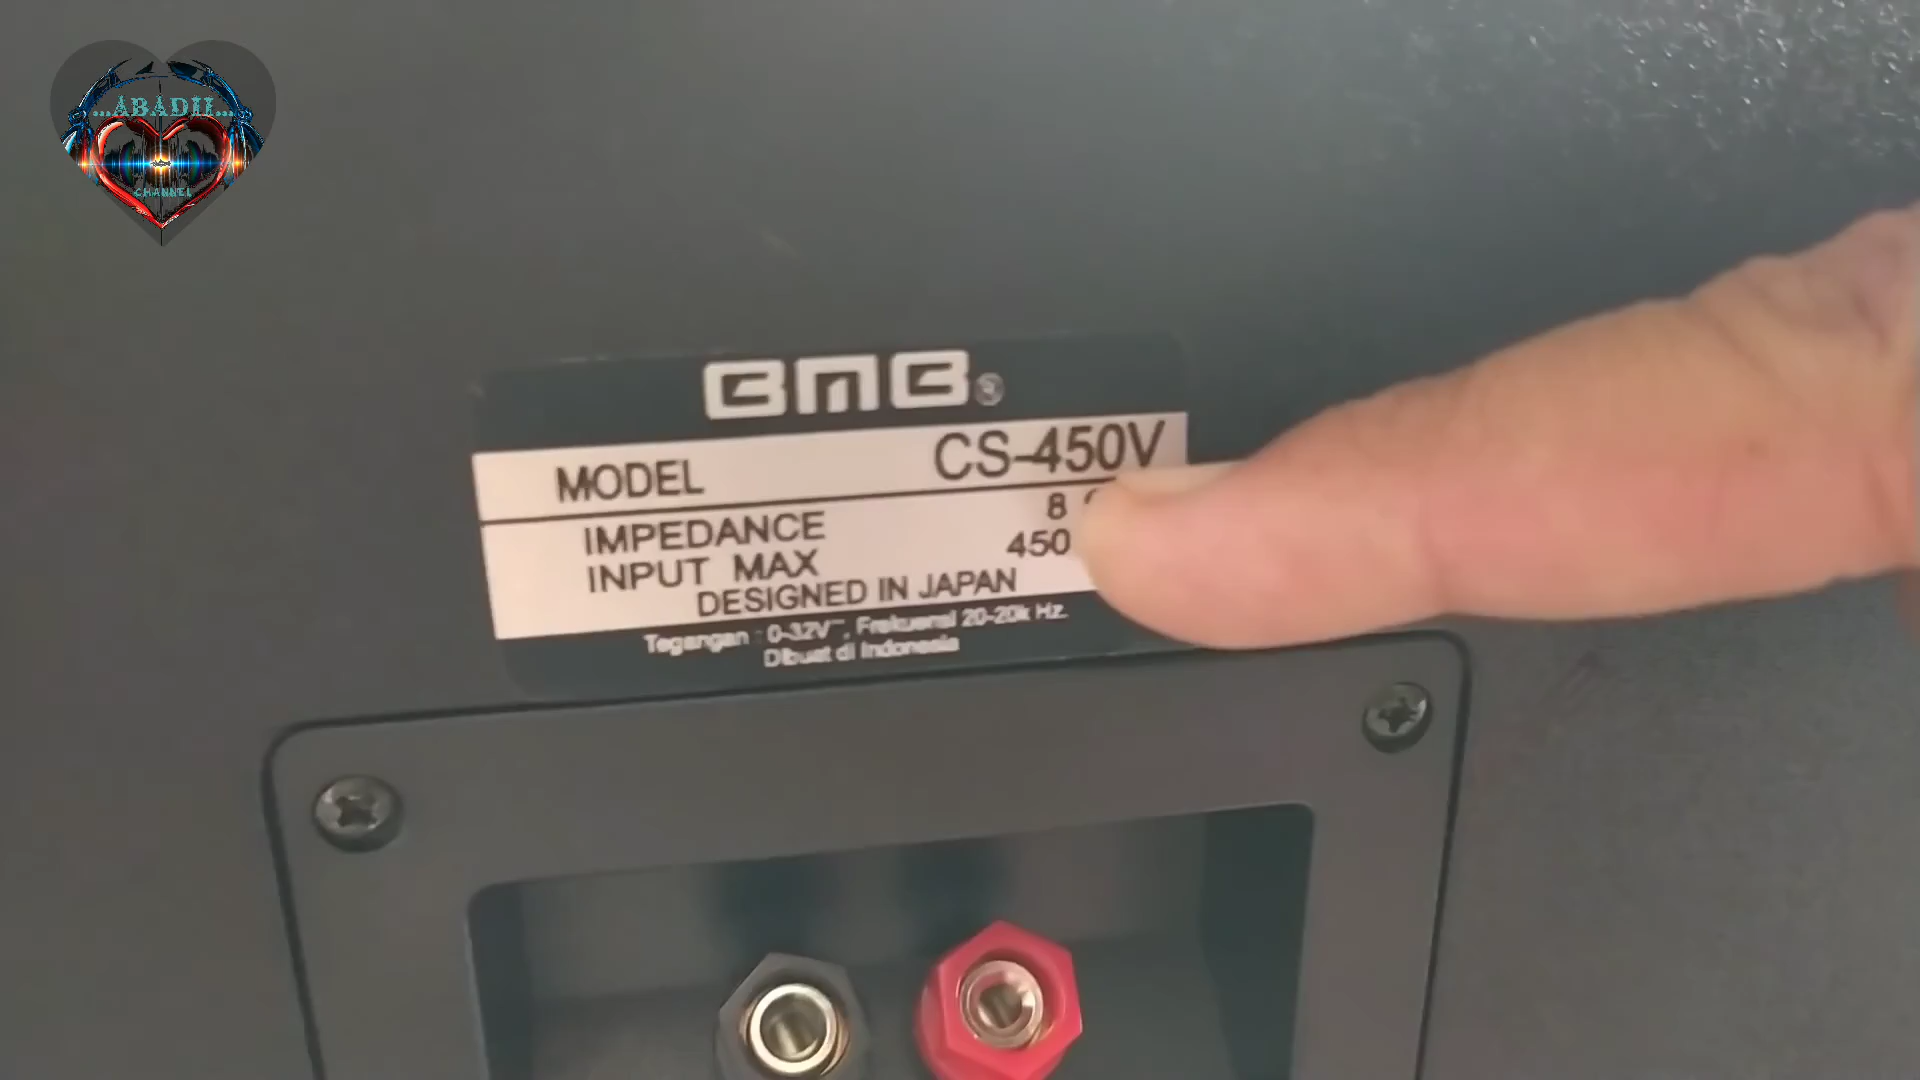 ...ABADII...
CHANNEL
BMB®
MODEL CS-450V
IMPEDANCE 8
INPUT MAX 450
DESIGNED IN JAPAN
Tegangan : 0-32V⎓, Frekuensi 20-20k Hz.
Dibuat di Indonesia